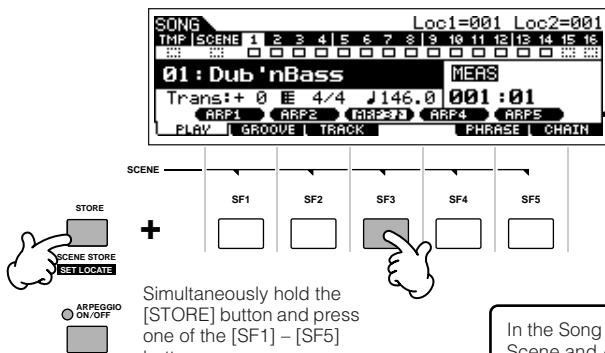 SONG Loc1=001 Loc2=001
TMP SCENE 1 2 3 4 5 6 7 8 9 10 11 12 13 14 15 16
01:Dub'nBass MEAS
Trans:+ 0 4/4 ♩146.0 001:01
ARP1 ARP2 ARP3♪ ARP4 ARP5
PLAY GROOVE TRACK PHRASE CHAIN
SCENE
SF1 SF2 SF3 SF4 SF5
STORE
+
SCENE STORE
SET LOCATE
ARPEGGIO
ON/OFF
Simultaneously hold the
[STORE] button and press
one of the [SF1] – [SF5]
In the Song
Scene and